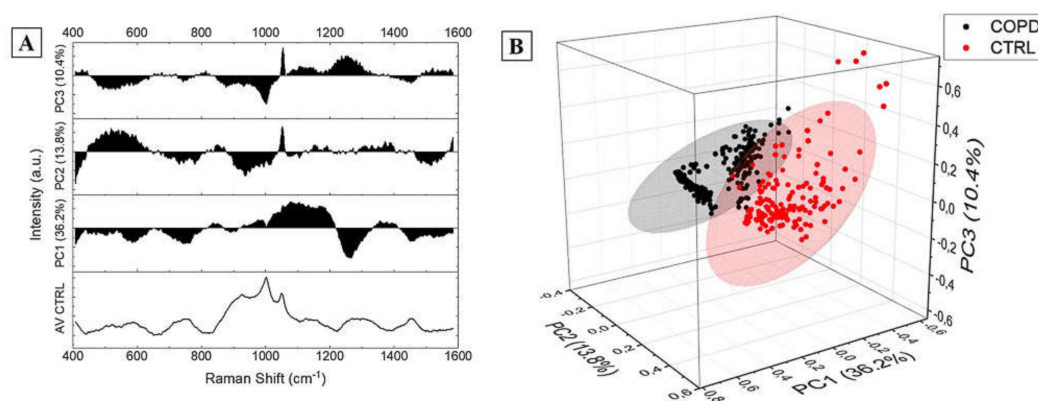 A
400 600 800 1000 1200 1400 1600
PC3 (10.4%)
PC2 (13.8%)
PC1 (36.2%)
AV CTRL
Intensity (a.u.)
400 600 800 1000 1200 1400 1600
Raman Shift (cm⁻¹)
B
COPD
CTRL
0,6
0,4
0,2
0,0
-0,2
-0,4
-0,6
PC3 (10.4%)
-0,4
-0,2
0,0
0,2
0,4
0,6
PC2 (13.8%)
0,8
0,6
0,4
0,2
0,0
-0,2
-0,4
-0,6
PC1 (36.2%)